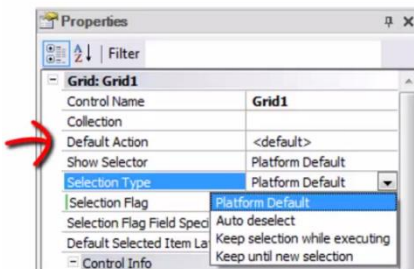 Properties
Filter
Grid: Grid1
Control Name Grid1
Collection
Default Action <default>
Show Selector Platform Default
Selection Type Platform Default
Selection Flag Platform Default
Selection Flag Field Speci Auto deselect
Default Selected Item La Keep selection while executing
Control Info Keep until new selection